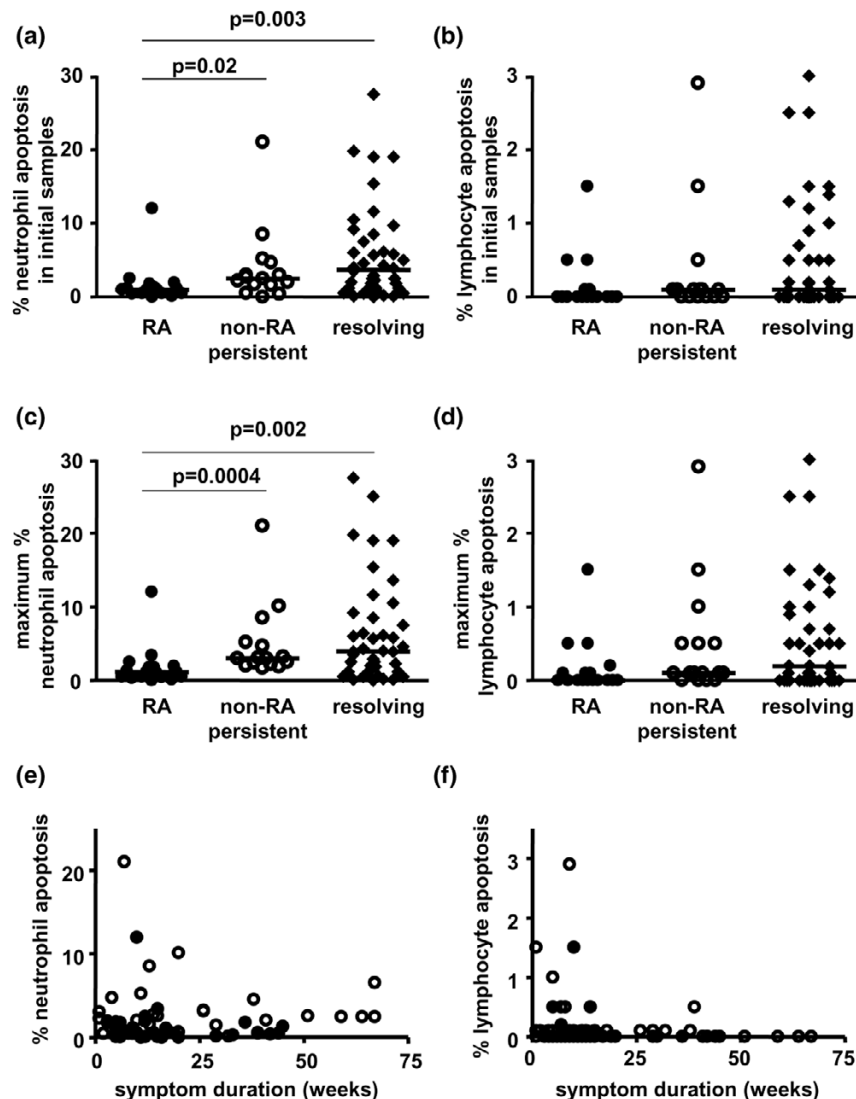 (a)
p=0.003
p=0.02
% neutrophil apoptosis
in initial samples
30
20
10
0
RA
non-RA
persistent
resolving
(b)
% lymphocyte apoptosis
in initial samples
3
2
1
0
RA
non-RA
persistent
resolving
(c)
p=0.002
p=0.0004
maximum %
neutrophil apoptosis
30
20
10
0
RA
non-RA
persistent
resolving
(d)
maximum %
lymphocyte apoptosis
3
2
1
0
RA
non-RA
persistent
resolving
(e)
% neutrophil apoptosis
20
10
0
0 25 50 75
symptom duration (weeks)
(f)
% lymphocyte apoptosis
3
2
1
0
0 25 50 75
symptom duration (weeks)